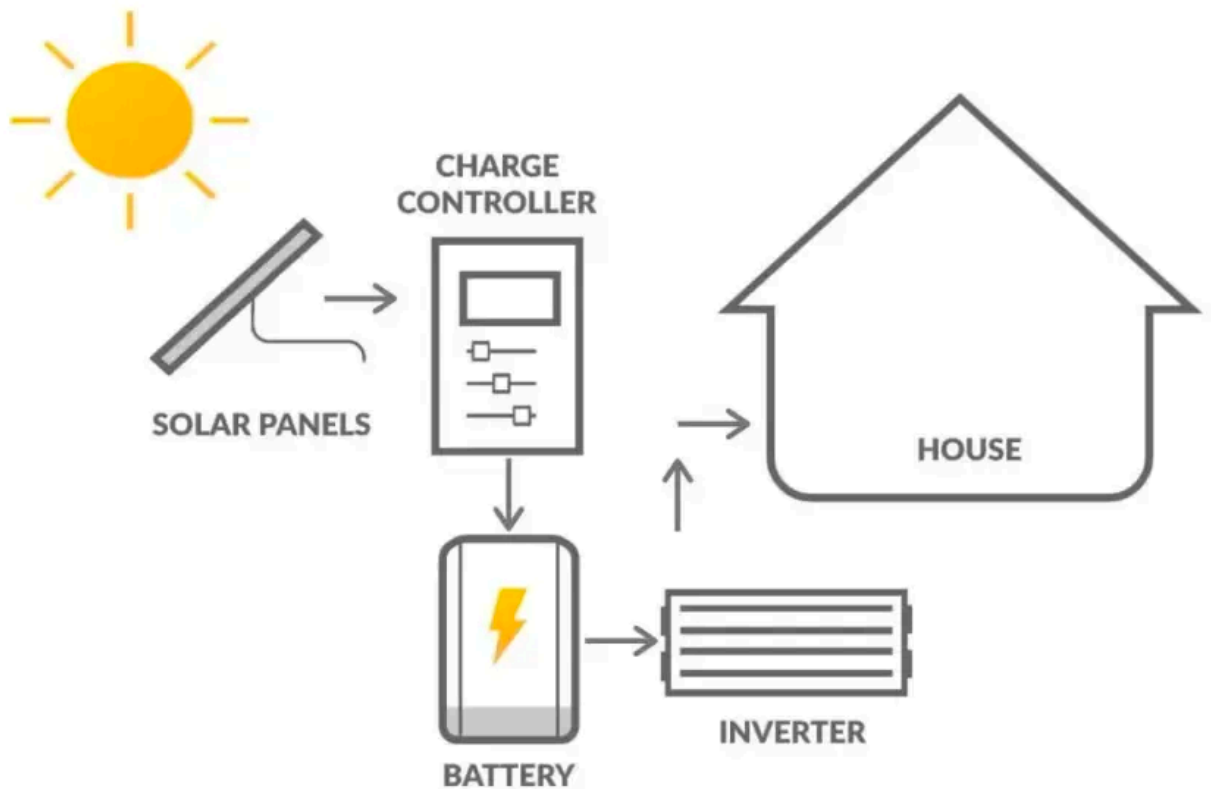 CHARGE
CONTROLLER
SOLAR PANELS
HOUSE
INVERTER
BATTERY